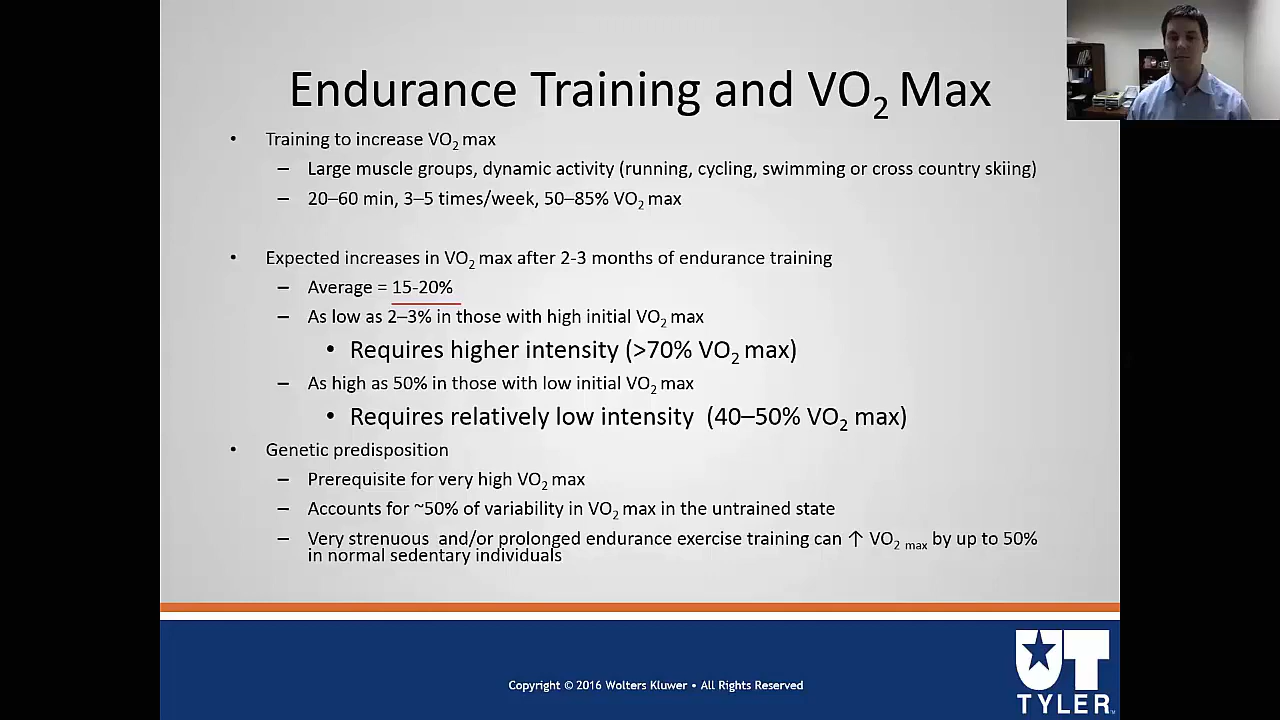 Endurance Training and VO₂ Max
• Training to increase VO₂ max
– Large muscle groups, dynamic activity (running, cycling, swimming or cross country skiing)
– 20–60 min, 3–5 times/week, 50–85% VO₂ max
• Expected increases in VO₂ max after 2-3 months of endurance training
– Average = 15-20%
– As low as 2–3% in those with high initial VO₂ max
• Requires higher intensity (>70% VO₂ max)
– As high as 50% in those with low initial VO₂ max
• Requires relatively low intensity (40–50% VO₂ max)
• Genetic predisposition
– Prerequisite for very high VO₂ max
– Accounts for ~50% of variability in VO₂ max in the untrained state
– Very strenuous and/or prolonged endurance exercise training can ↑ VO₂ max by up to 50%
in normal sedentary individuals
Copyright © 2016 Wolters Kluwer • All Rights Reserved
UT
TYLER™